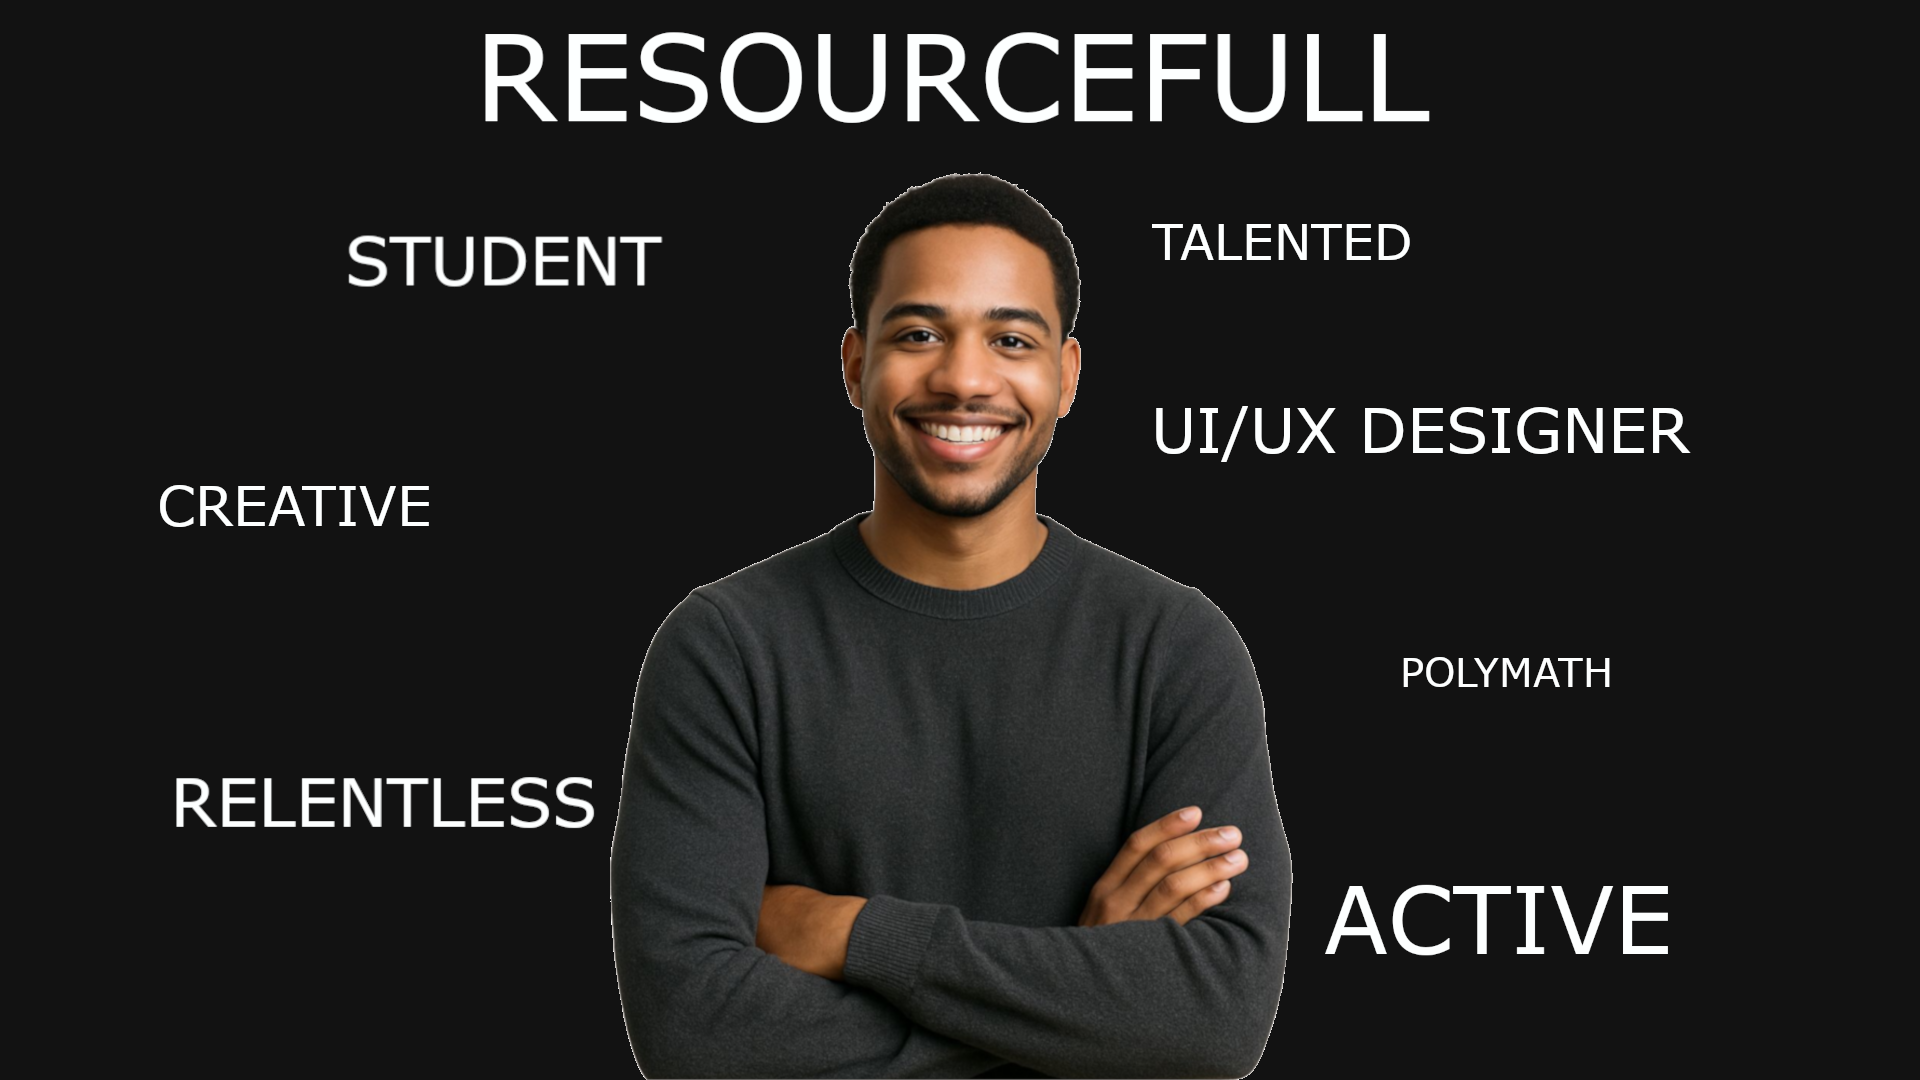 RESOURCEFULL
STUDENT
TALENTED
UI/UX DESIGNER
CREATIVE
POLYMATH
RELENTLESS
ACTIVE